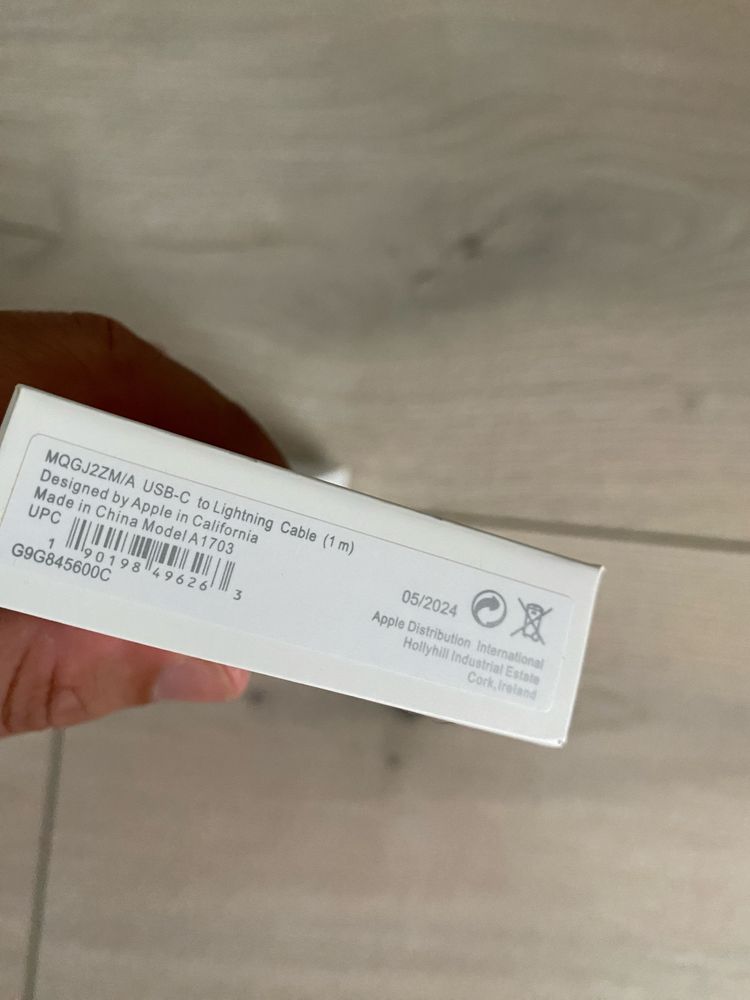 MQGJ2ZM/A USB-C to Lightning Cable (1 m)
Designed by Apple in California
Made in China Model A1703
UPC
1 90198 49626 3
G9G845600C
05/2024
Apple Distribution International
Hollyhill Industrial Estate
Cork,Ireland